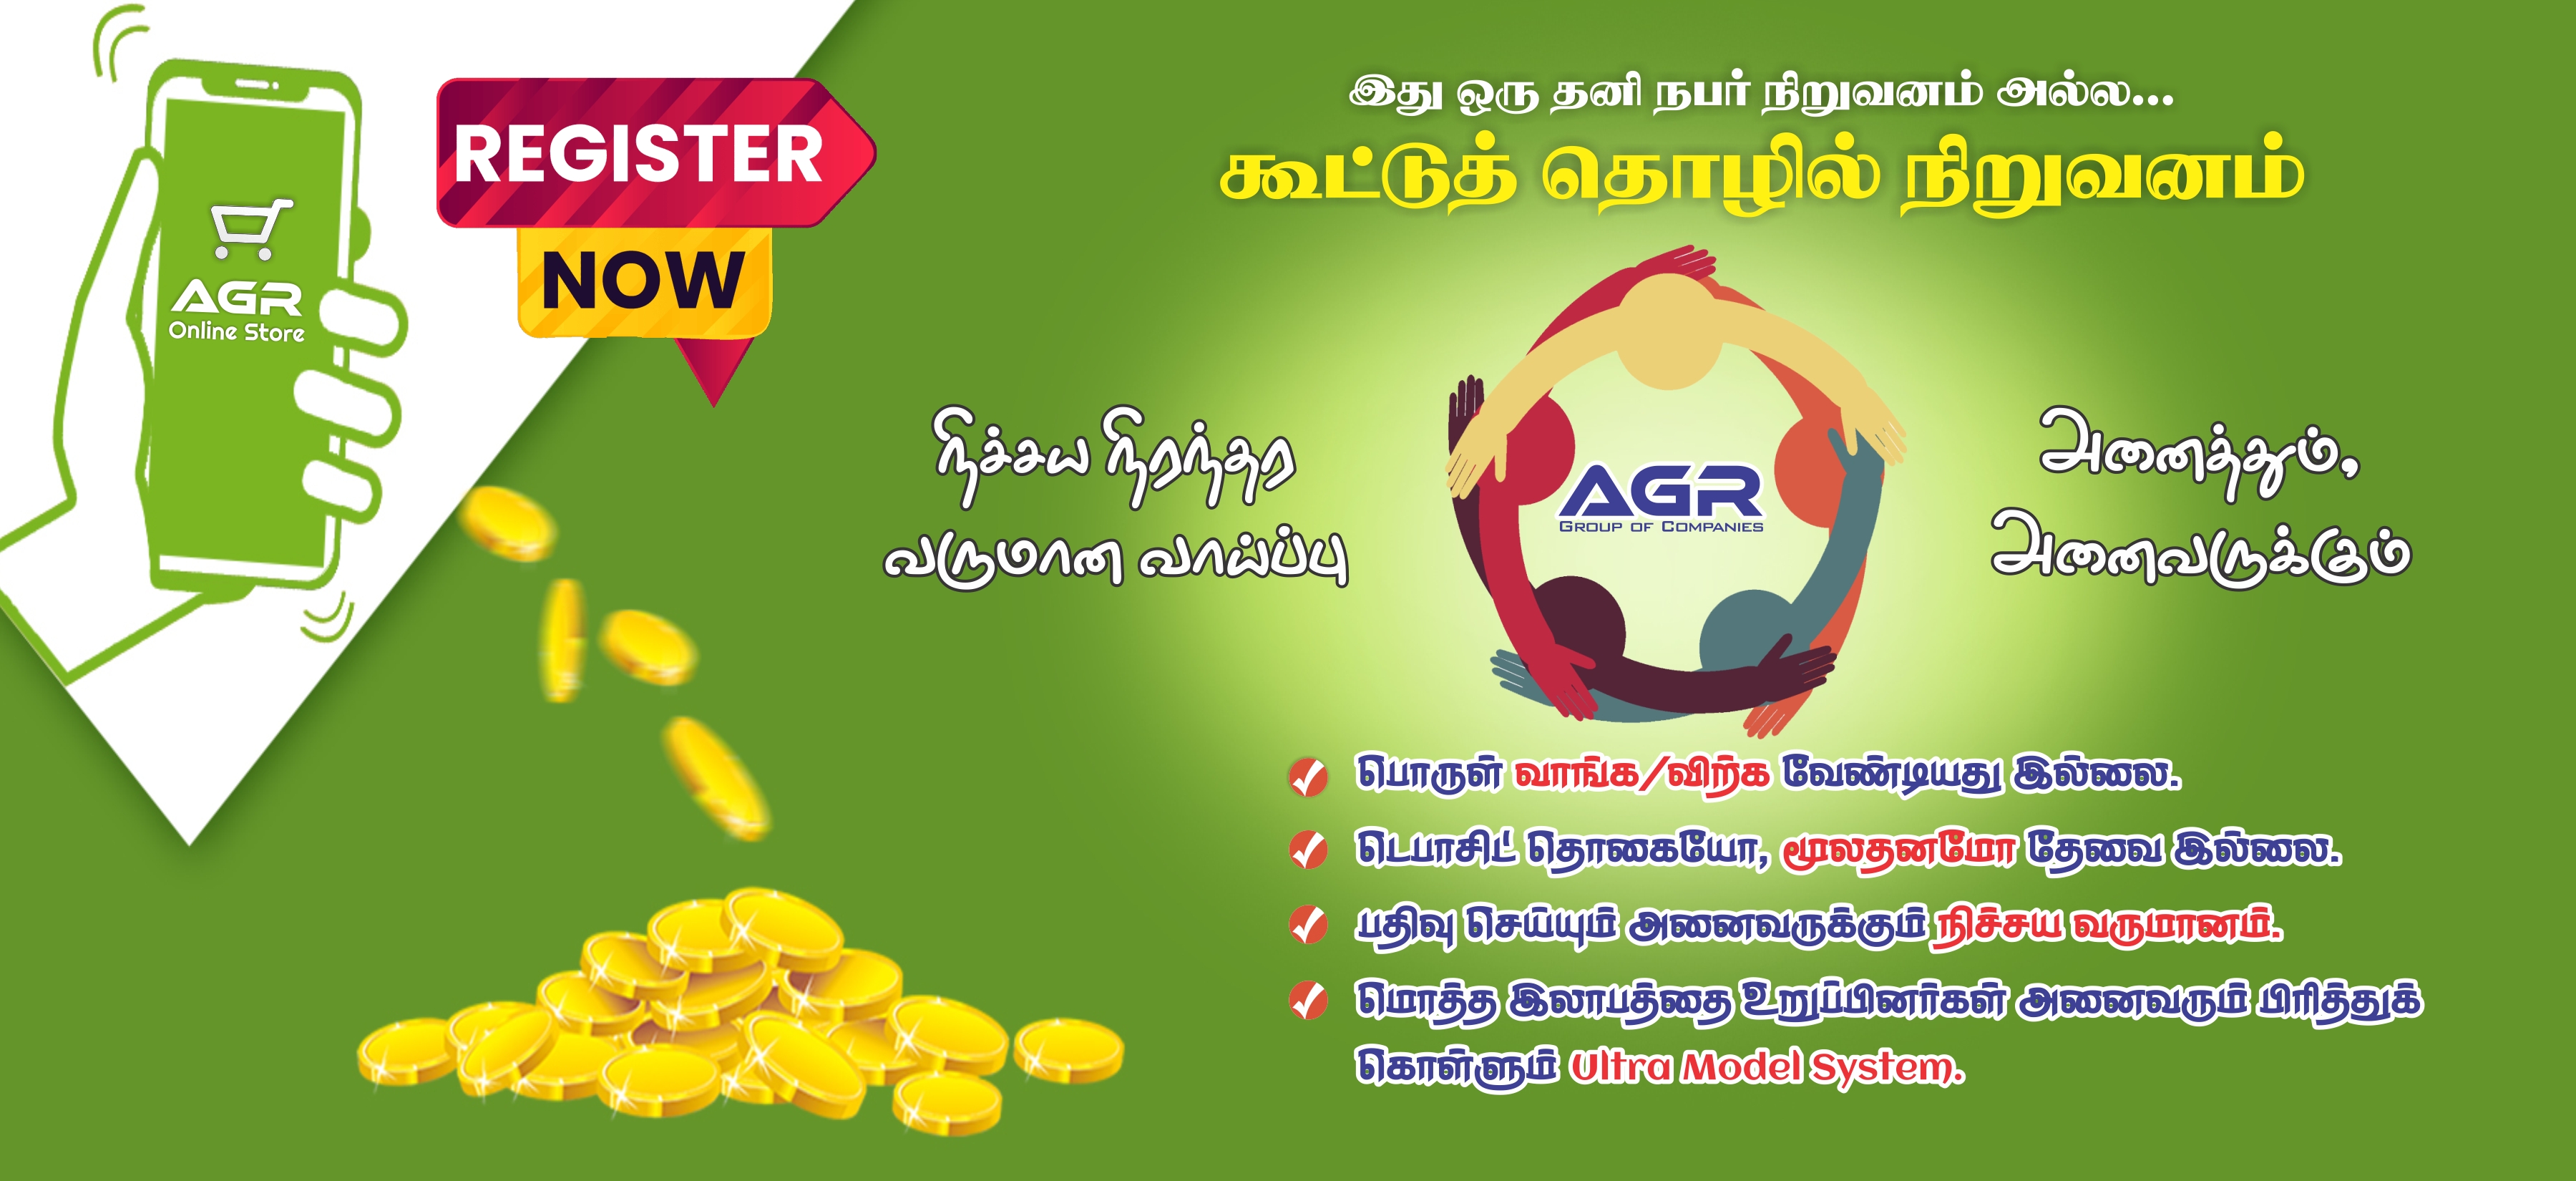 AGR
Online Store
REGISTER
NOW
இது ஒரு தனி நபர் நிறுவனம் அல்ல...
கூட்டுத் தொழில் நிறுவனம்
நிச்சய நிரந்தர
வருமான வாய்ப்பு
AGR
GROUP OF COMPANIES
அனைத்தும்,
அனைவருக்கும்
பொருள் வாங்க/விற்க வேண்டியது இல்லை.
டெபாசிட் தொகையோ, மூலதனமோ தேவை இல்லை.
பதிவு செய்யும் அனைவருக்கும் நிச்சய வருமானம்.
மொத்த இலாபத்தை உறுப்பினர்கள் அனைவரும் பிரித்துக்
கொள்ளும் Ultra Model System.